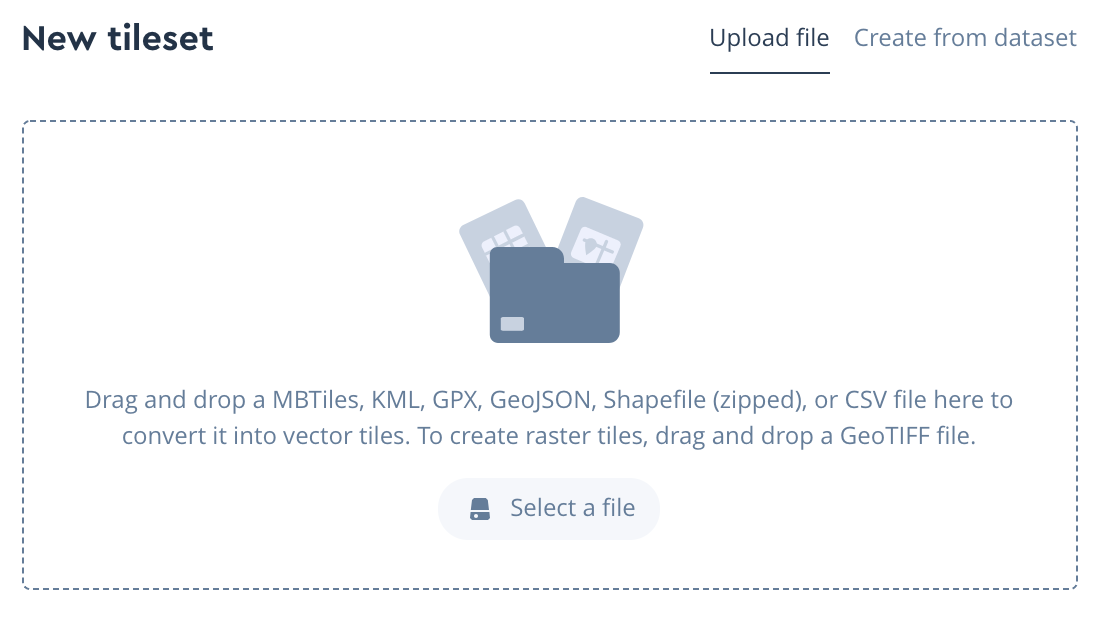 New tileset
Upload file
Create from dataset
Drag and drop a MBTiles, KML, GPX, GeoJSON, Shapefile (zipped), or CSV file here to
convert it into vector tiles. To create raster tiles, drag and drop a GeoTIFF file.
Select a file